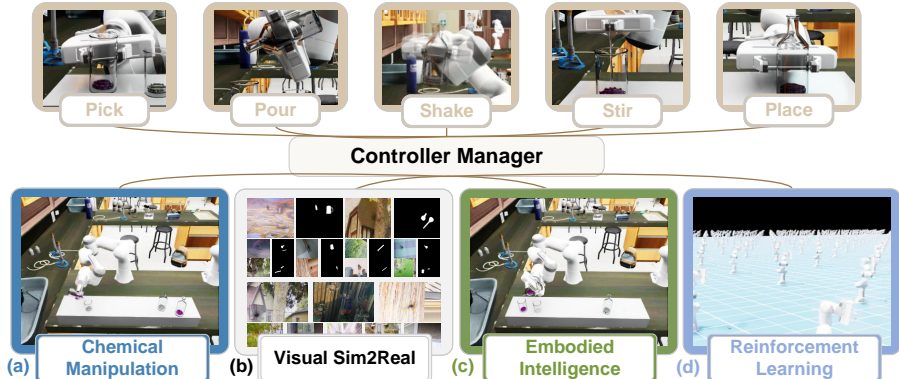 Pick
Pour
Shake
Stir
Place
Controller Manager
(a)
Chemical
Manipulation
(b)
Visual Sim2Real
(c)
Embodied
Intelligence
(d)
Reinforcement
Learning